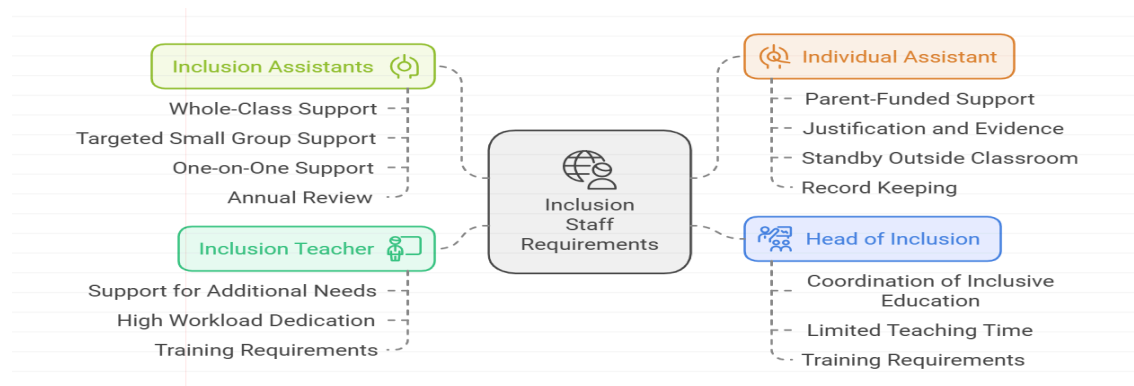 Inclusion Assistants
Whole-Class Support
Targeted Small Group Support
One-on-One Support
Annual Review
Inclusion Teacher
Support for Additional Needs
High Workload Dedication
Training Requirements
Inclusion
Staff
Requirements
Individual Assistant
Parent-Funded Support
Justification and Evidence
Standby Outside Classroom
Record Keeping
Head of Inclusion
Coordination of Inclusive
Education
Limited Teaching Time
Training Requirements